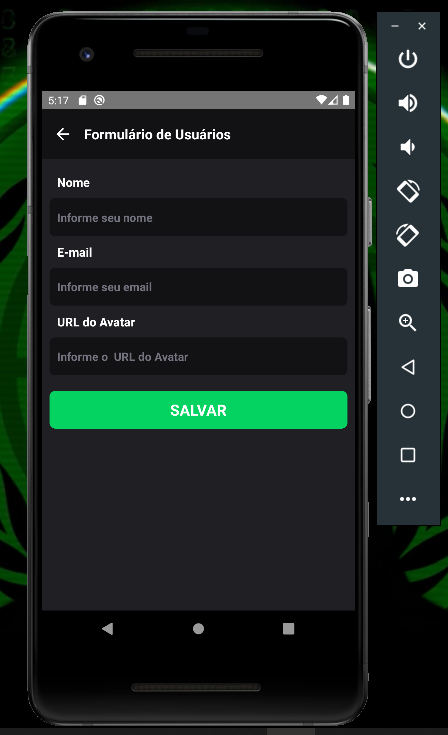 5:17
Formulário de Usuários
Nome
Informe seu nome
E-mail
Informe seu email
URL do Avatar
Informe o  URL do Avatar
SALVAR